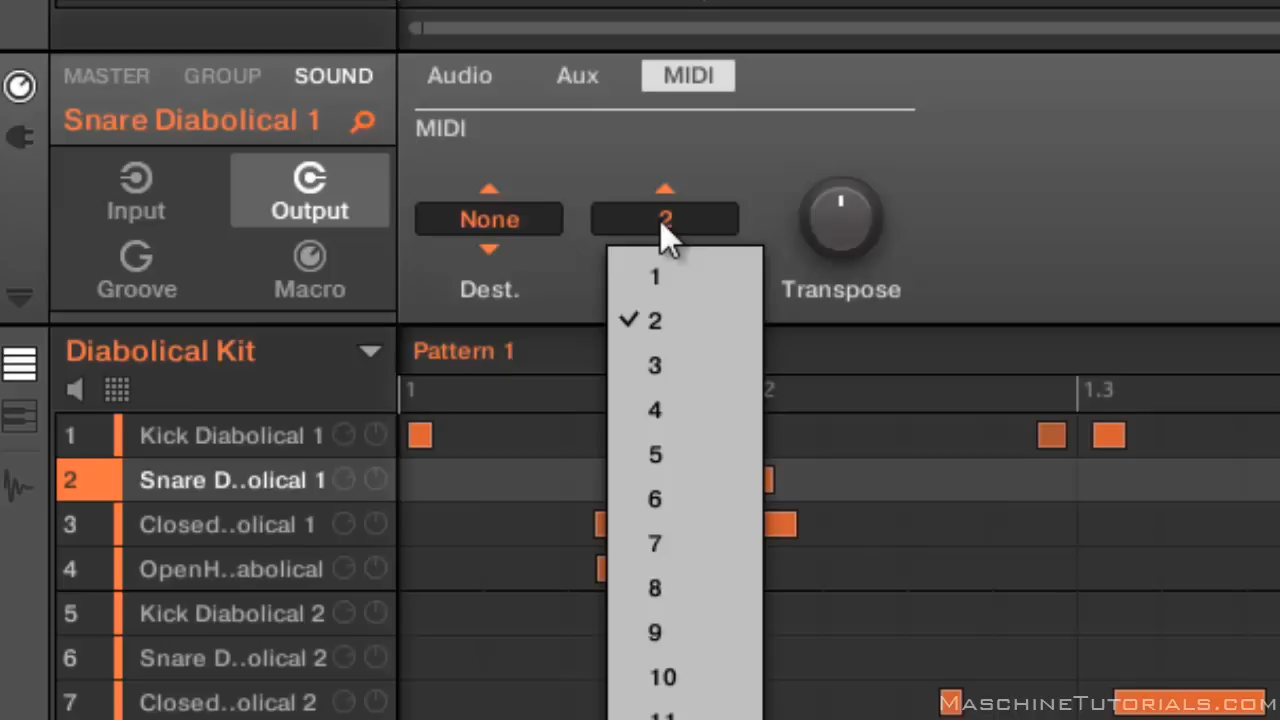 MASTER GROUP SOUND
Snare Diabolical 1
Input Output
Groove Macro
Audio Aux MIDI
MIDI
None 2
Dest. Transpose
1
2
3
4
5
6
7
8
9
10
Diabolical Kit
Pattern 1
1 2 1.3
1 Kick Diabolical 1
2 Snare D..olical 1
3 Closed..olical 1
4 OpenH..abolical
5 Kick Diabolical 2
6 Snare D..olical 2
7 Closed..olical 2
MASCHINETUTORIALS.COM